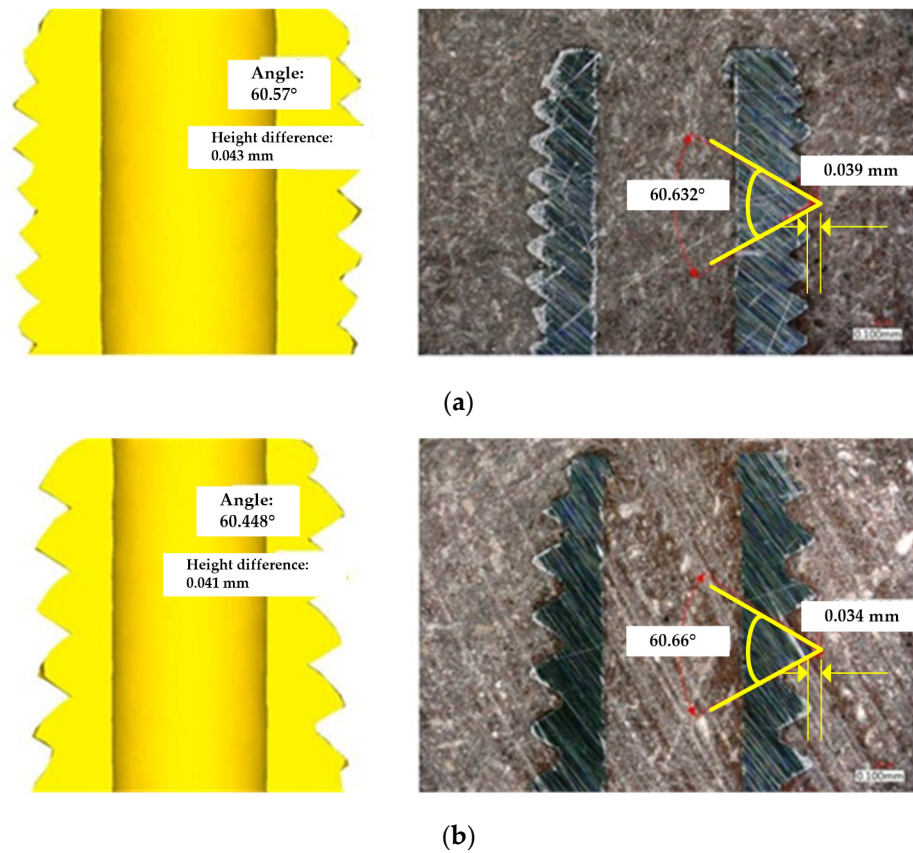 Angle:
60.57°
Height difference:
0.043 mm
60.632°
0.039 mm
0.100mm
(a)
Angle:
60.448°
Height difference:
0.041 mm
60.66°
0.034 mm
0.100mm
(b)